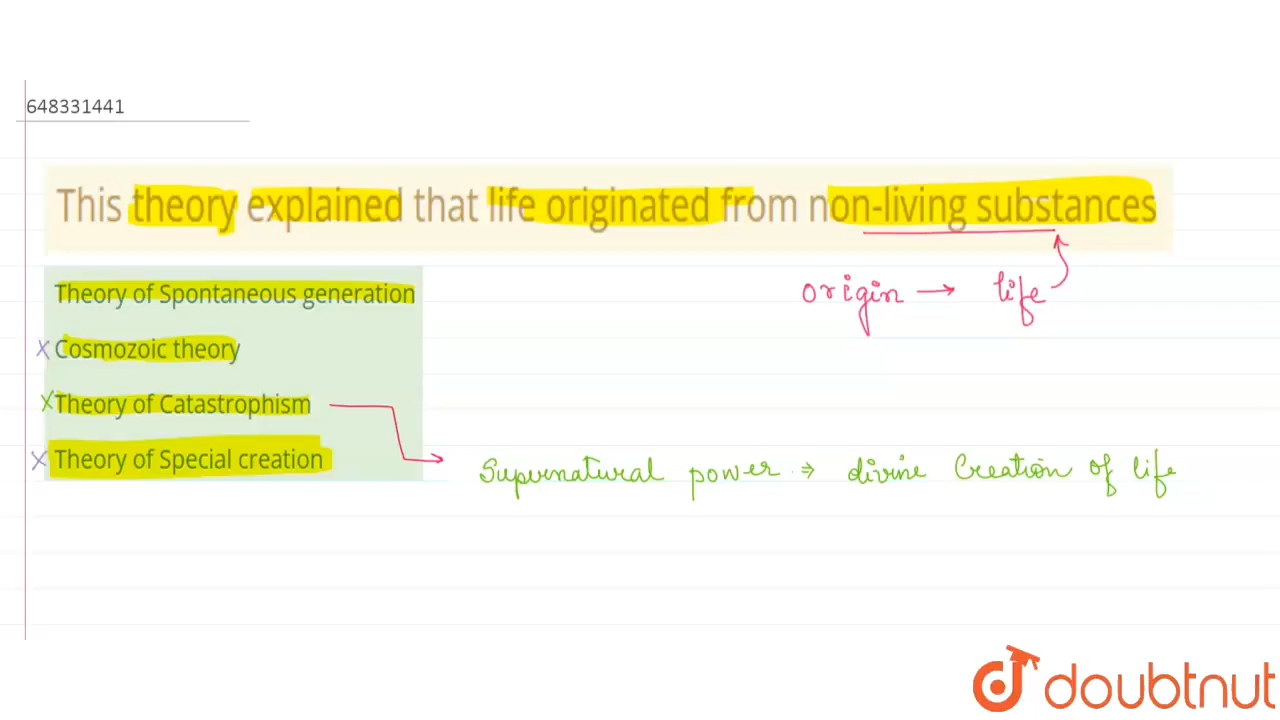 648331441
This theory explained that life originated from non-living substances
Theory of Spontaneous generation
origin → life
X Cosmozoic theory
X Theory of Catastrophism
X Theory of Special creation
Supernatural power ⇒ divine Creation of life
doubtnut